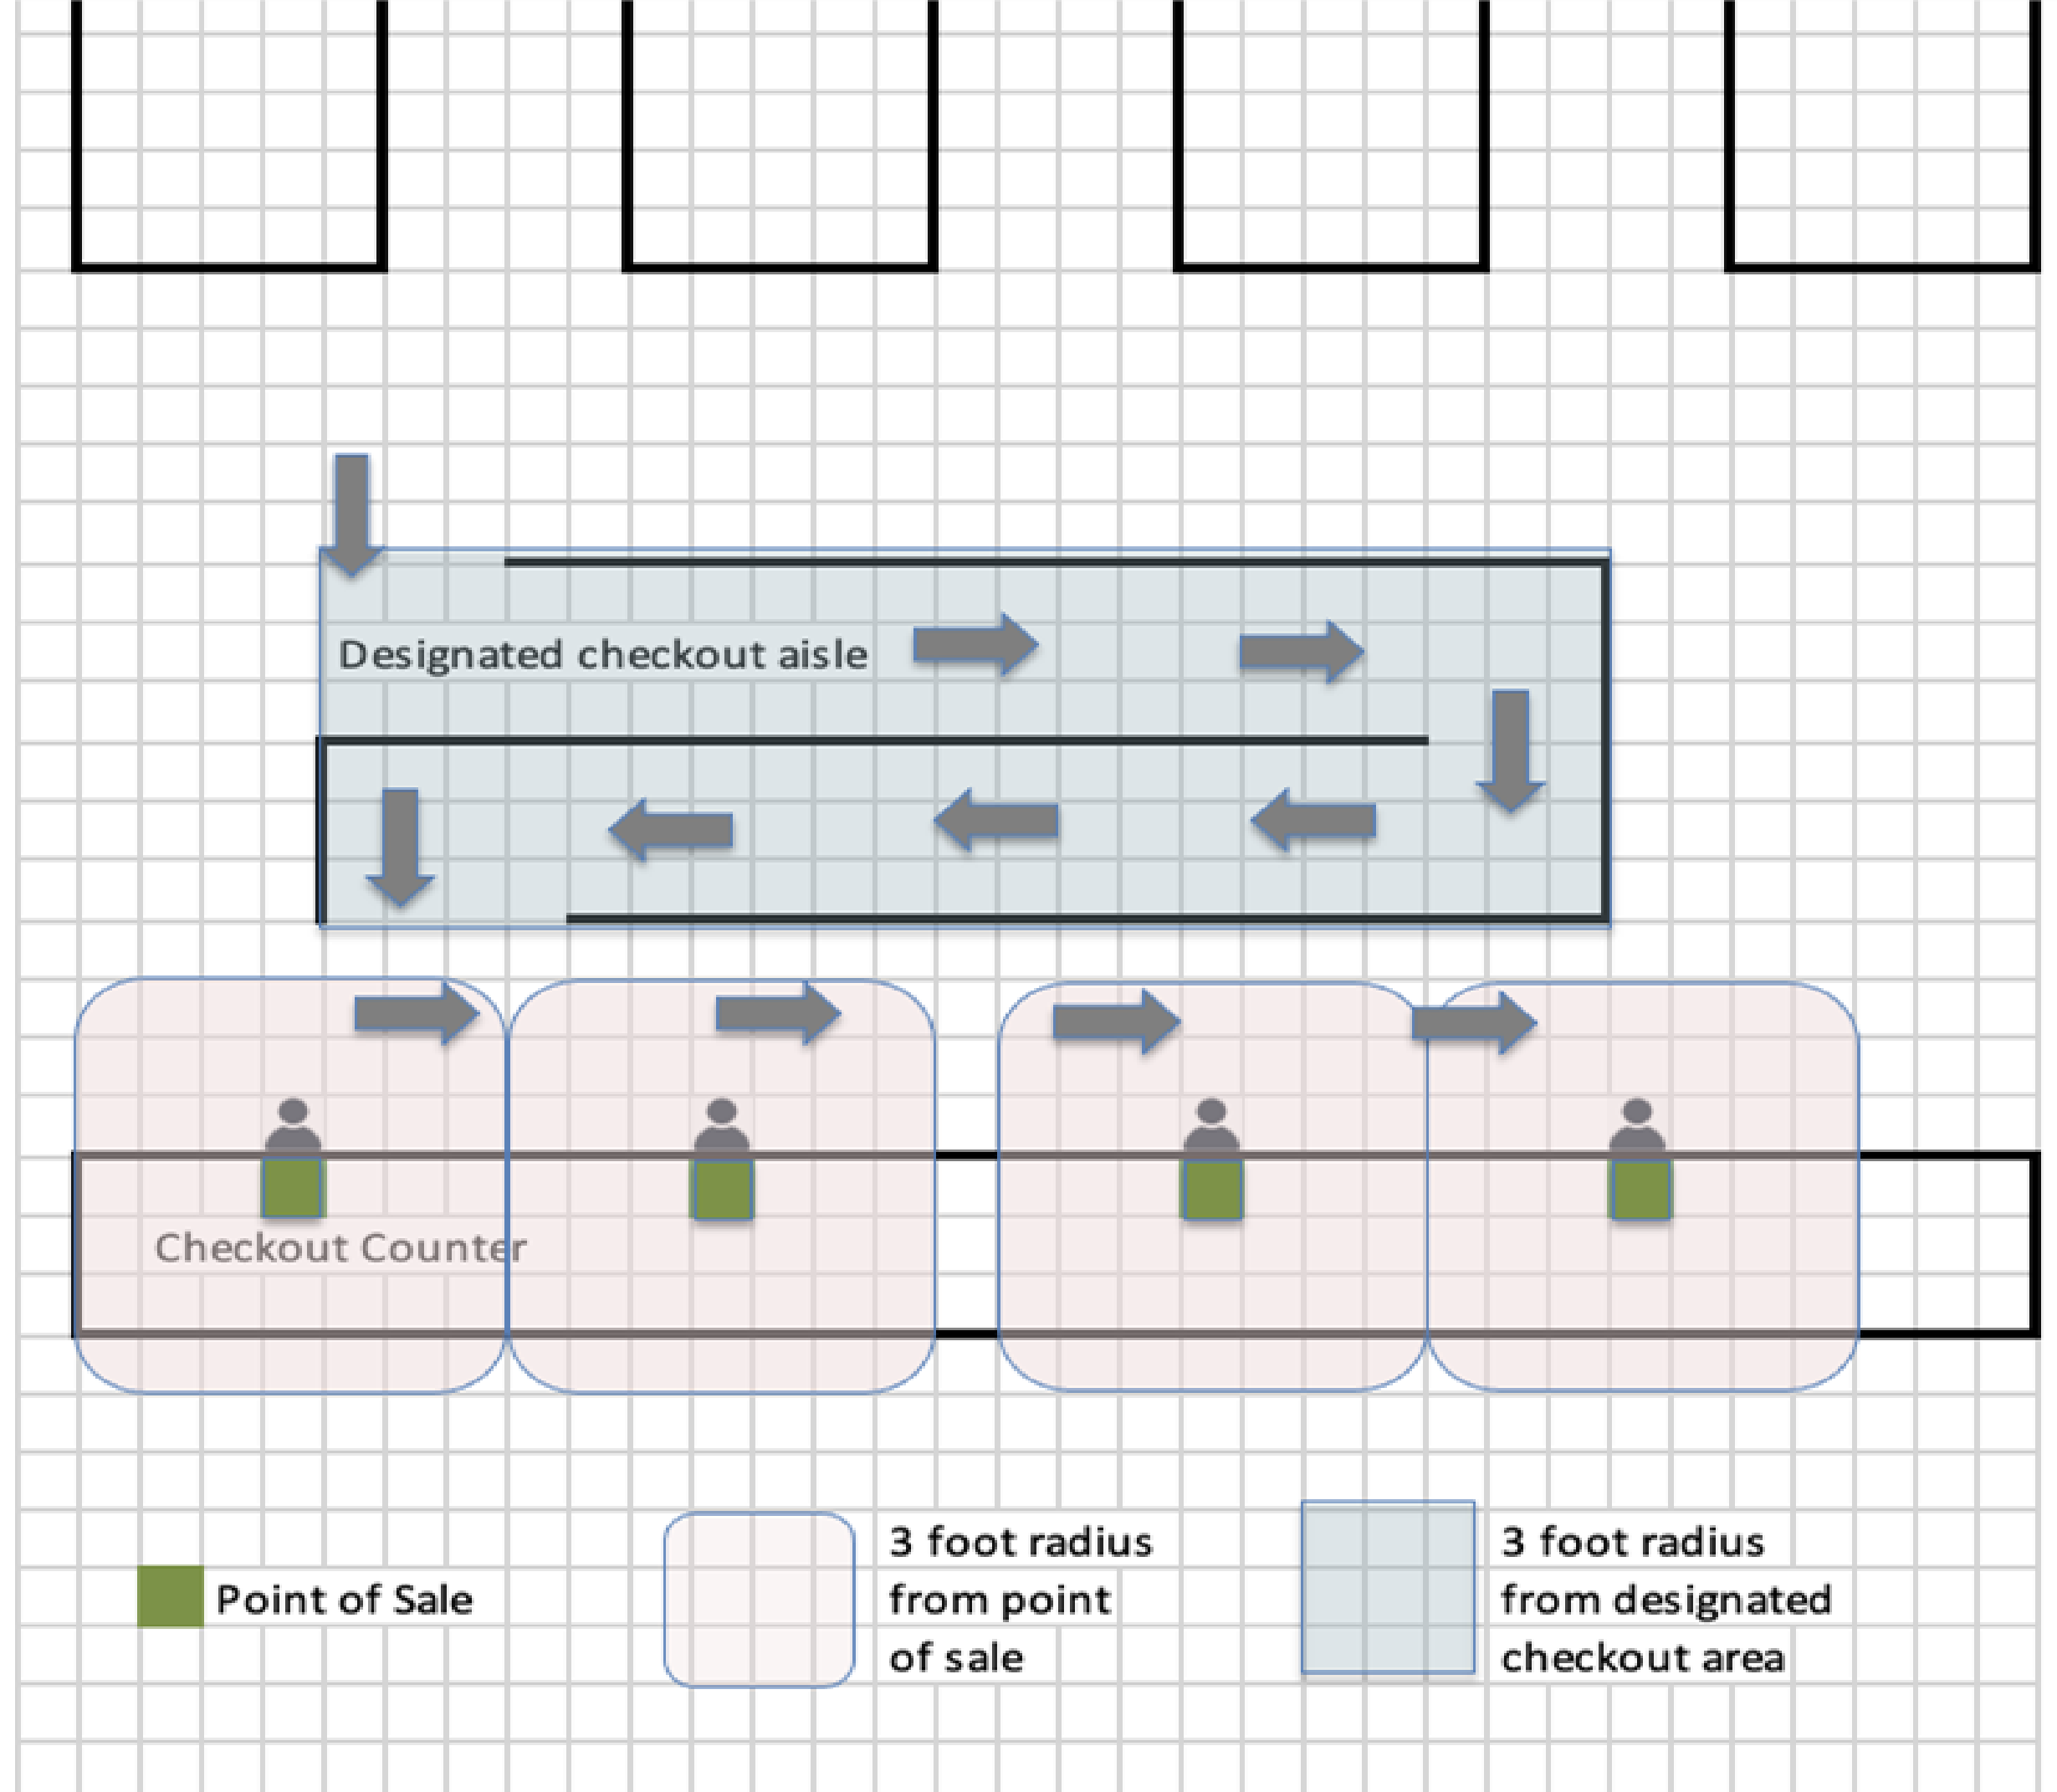 Designated checkout aisle
Checkout Counter
Point of Sale
3 foot radius
from point
of sale
3 foot radius
from designated
checkout area